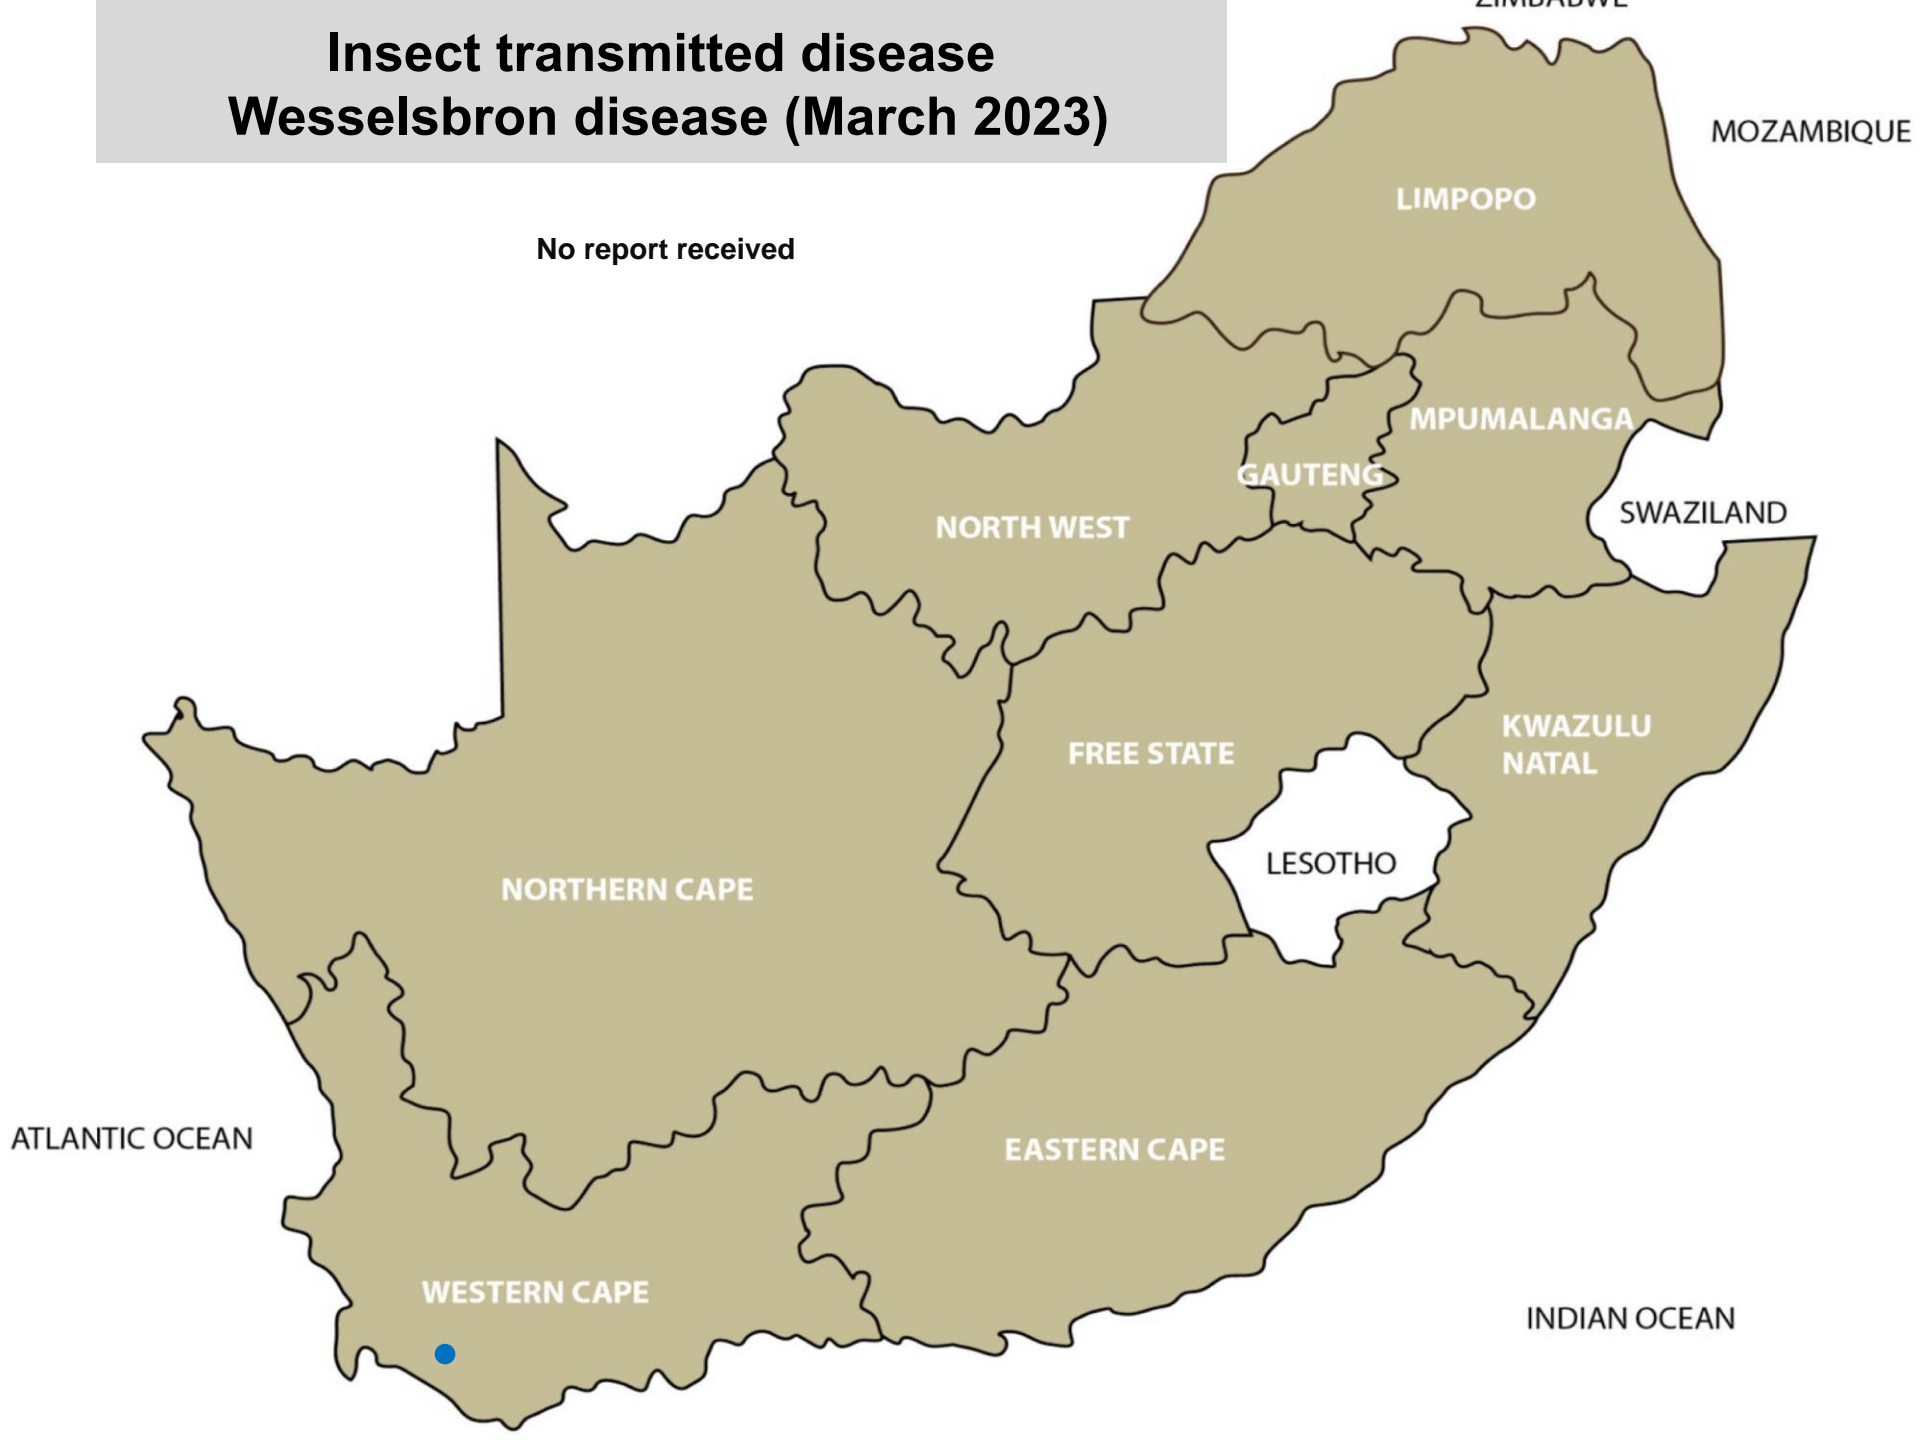 ZIMBABWE
Insect transmitted disease
Wesselsbron disease (March 2023)
MOZAMBIQUE
LIMPOPO
No report received
MPUMALANGA
GAUTENG
SWAZILAND
NORTH WEST
KWAZULU
NATAL
FREE STATE
LESOTHO
NORTHERN CAPE
ATLANTIC OCEAN
EASTERN CAPE
WESTERN CAPE
INDIAN OCEAN